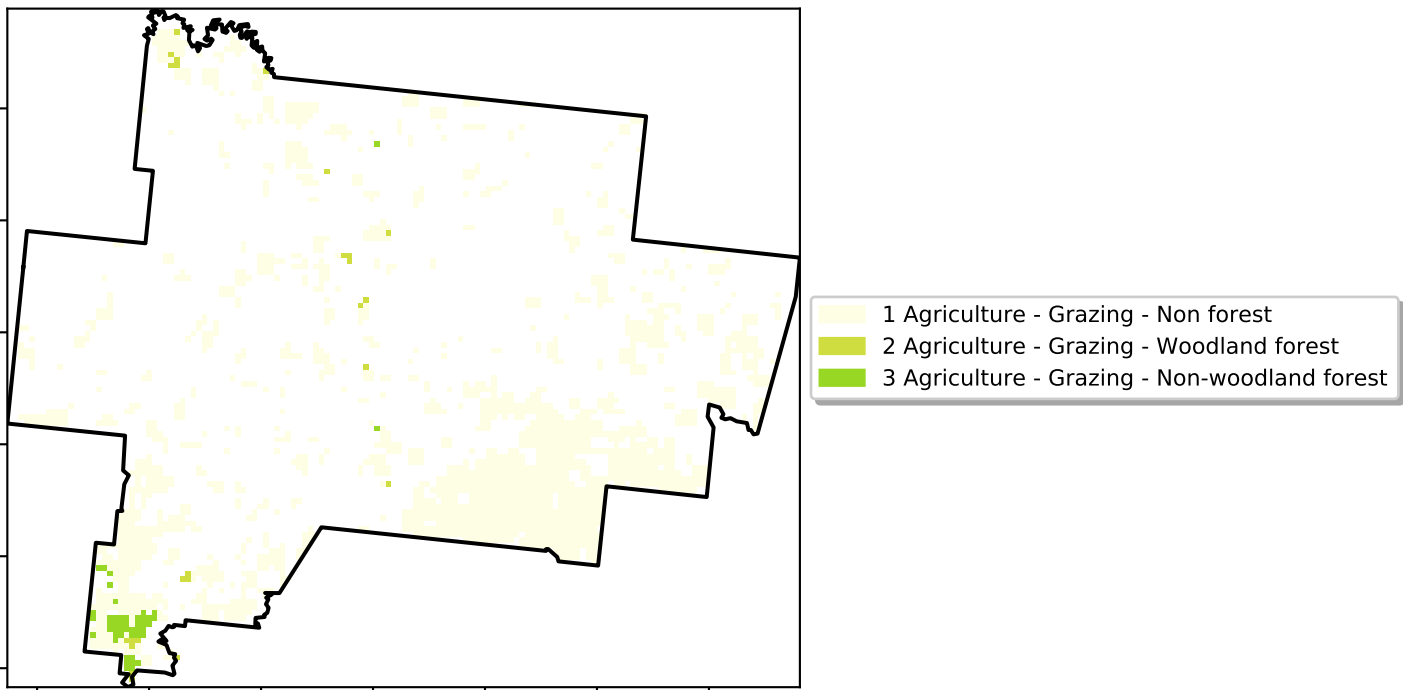 1 Agriculture - Grazing - Non forest
2 Agriculture - Grazing - Woodland forest
3 Agriculture - Grazing - Non-woodland forest